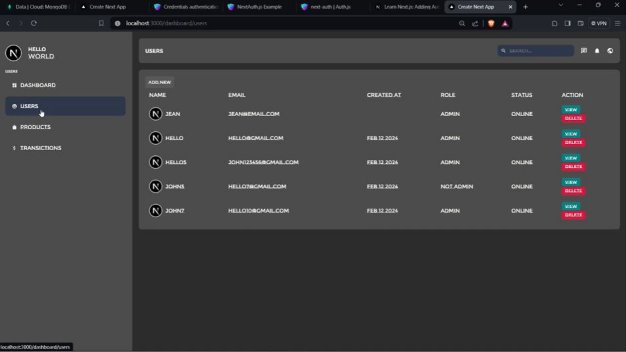 Data | Cloud: MongoDB
Create Next App
Credentials authentication
NextAuth.js Example
next-auth | Auth.js
Learn Next.js: Adding Au
Create Next App
localhost:3000/dashboard/users
VPN
HELLO
WORLD
USERS
DASHBOARD
USERS
PRODUCTS
TRANSICTIONS
USERS
SEARCH...
ADD NEW
NAME EMAIL CREATED AT ROLE STATUS ACTION
JEAN JEAN@EMAIL.COM ADMIN ONLINE VIEW DELETE
HELLO HELLO@GMAIL.COM FEB 12 2024 ADMIN ONLINE VIEW DELETE
HELLO5 JOHN123456@GMAIL.COM FEB 12 2024 ADMIN ONLINE VIEW DELETE
JOHN5 HELLO7@GMAIL.COM FEB 12 2024 NOT ADMIN ONLINE VIEW DELETE
JOHN7 HELLO10@GMAIL.COM FEB 12 2024 ADMIN ONLINE VIEW DELETE
localhost:3000/dashboard/users